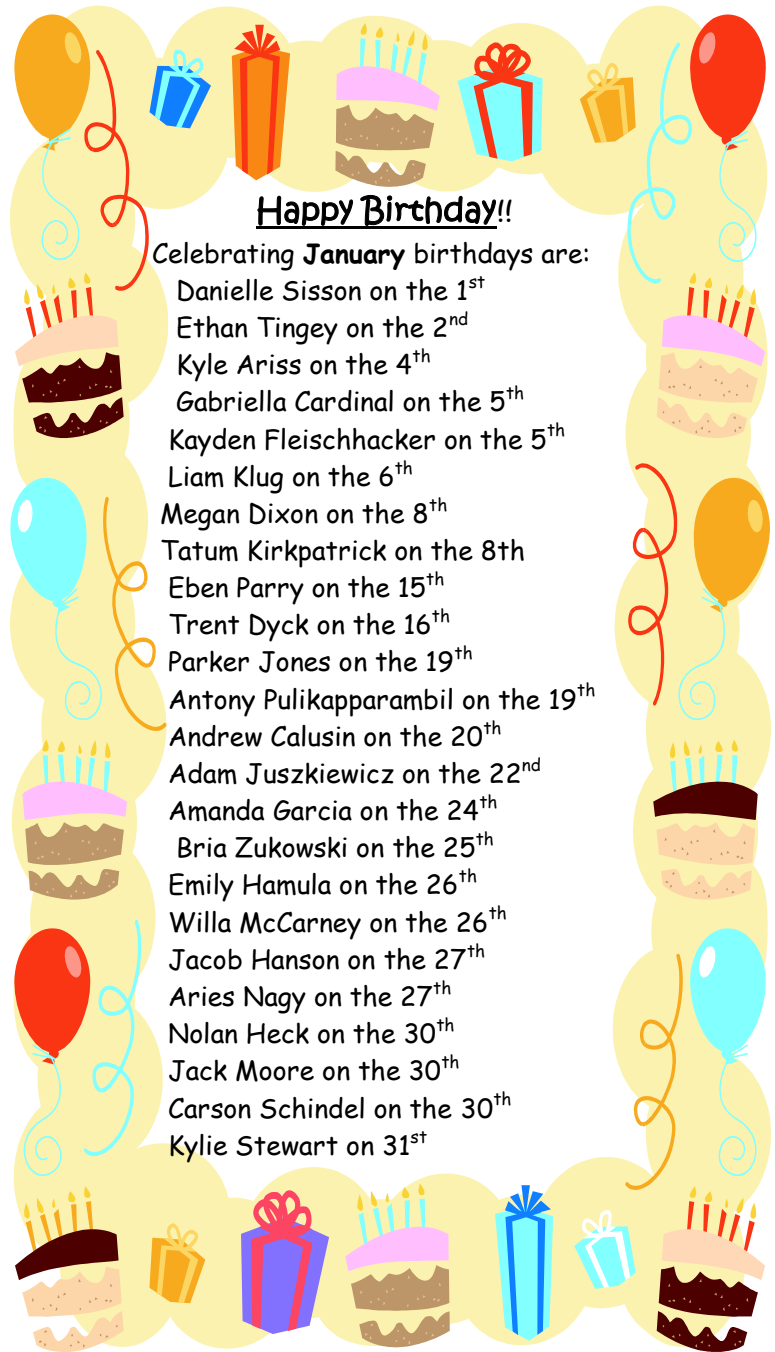 Happy Birthday!!
Celebrating January birthdays are:
Danielle Sisson on the 1st
Ethan Tingey on the 2nd
Kyle Ariss on the 4th
Gabriella Cardinal on the 5th
Kayden Fleischhacker on the 5th
Liam Klug on the 6th
Megan Dixon on the 8th
Tatum Kirkpatrick on the 8th
Eben Parry on the 15th
Trent Dyck on the 16th
Parker Jones on the 19th
Antony Pulikapparambil on the 19th
Andrew Calusin on the 20th
Adam Juszkiewicz on the 22nd
Amanda Garcia on the 24th
Bria Zukowski on the 25th
Emily Hamula on the 26th
Willa McCarney on the 26th
Jacob Hanson on the 27th
Aries Nagy on the 27th
Nolan Heck on the 30th
Jack Moore on the 30th
Carson Schindel on the 30th
Kylie Stewart on 31st